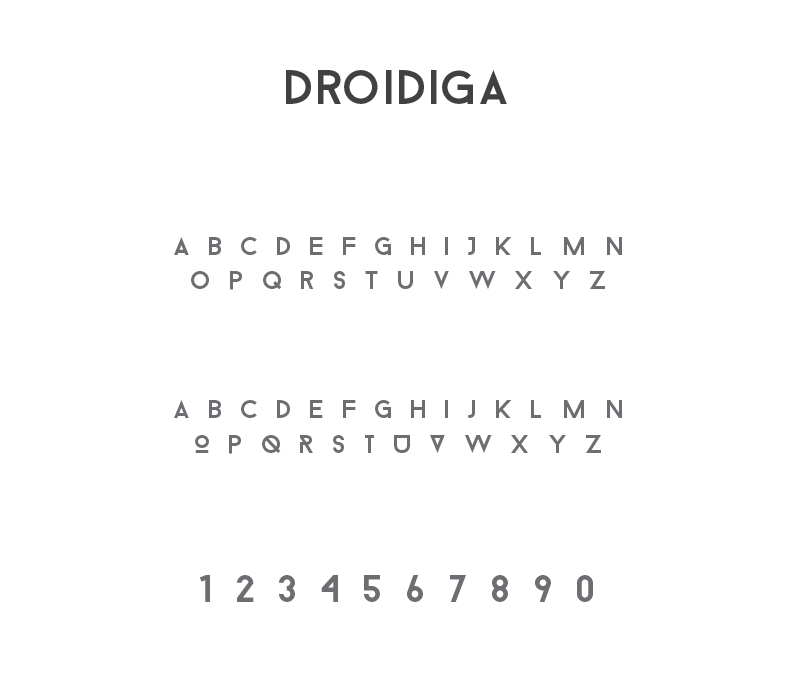 DROIDIGA
A B C D E F G H I J K L M N
O P Q R S T U V W X Y Z
A B C D E F G H I J K L M N
O P Q R S T U V W X Y Z
1 2 3 4 5 6 7 8 9 0